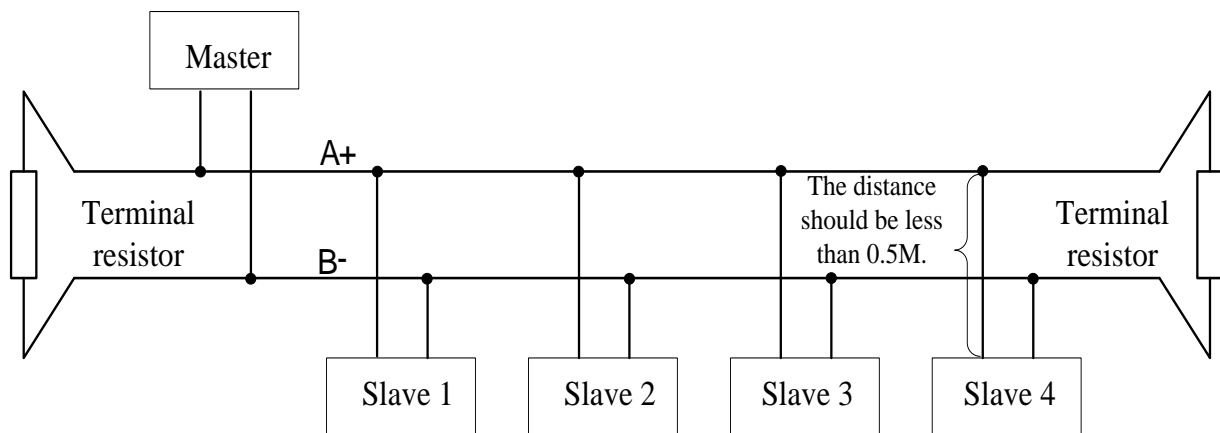 Master
A+
Terminal
resistor
B-
The distance
should be less
than 0.5M.
Terminal
resistor
Slave 1
Slave 2
Slave 3
Slave 4